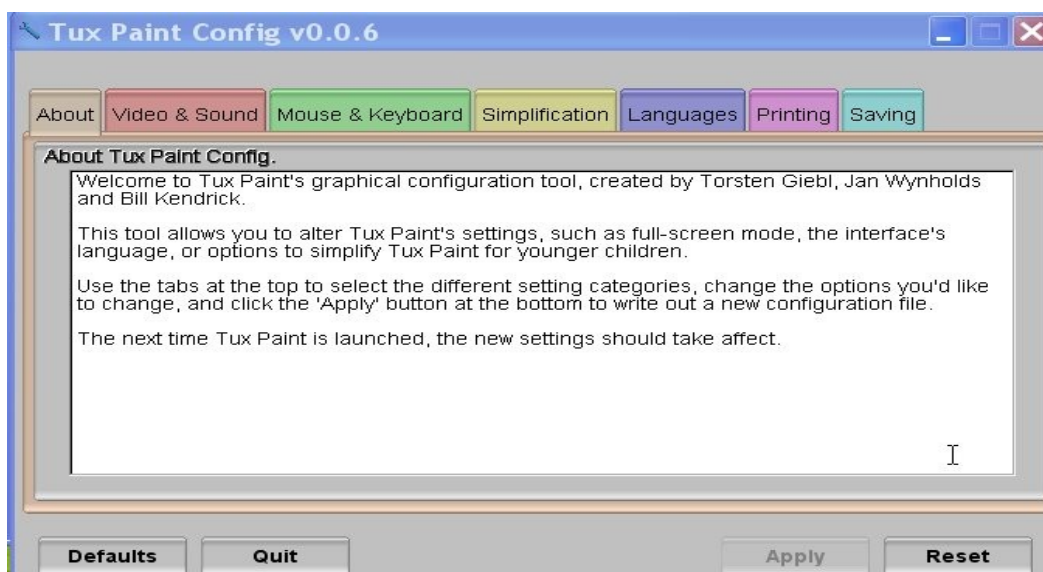 Tux Paint Config v0.0.6
About Video & Sound Mouse & Keyboard Simplification Languages Printing Saving
About Tux Paint Config.
Welcome to Tux Paint's graphical configuration tool, created by Torsten Giebl, Jan Wynholds
and Bill Kendrick.
This tool allows you to alter Tux Paint's settings, such as full-screen mode, the interface's
language, or options to simplify Tux Paint for younger children.
Use the tabs at the top to select the different setting categories, change the options you'd like
to change, and click the 'Apply' button at the bottom to write out a new configuration file.
The next time Tux Paint is launched, the new settings should take affect.
Defaults Quit Apply Reset